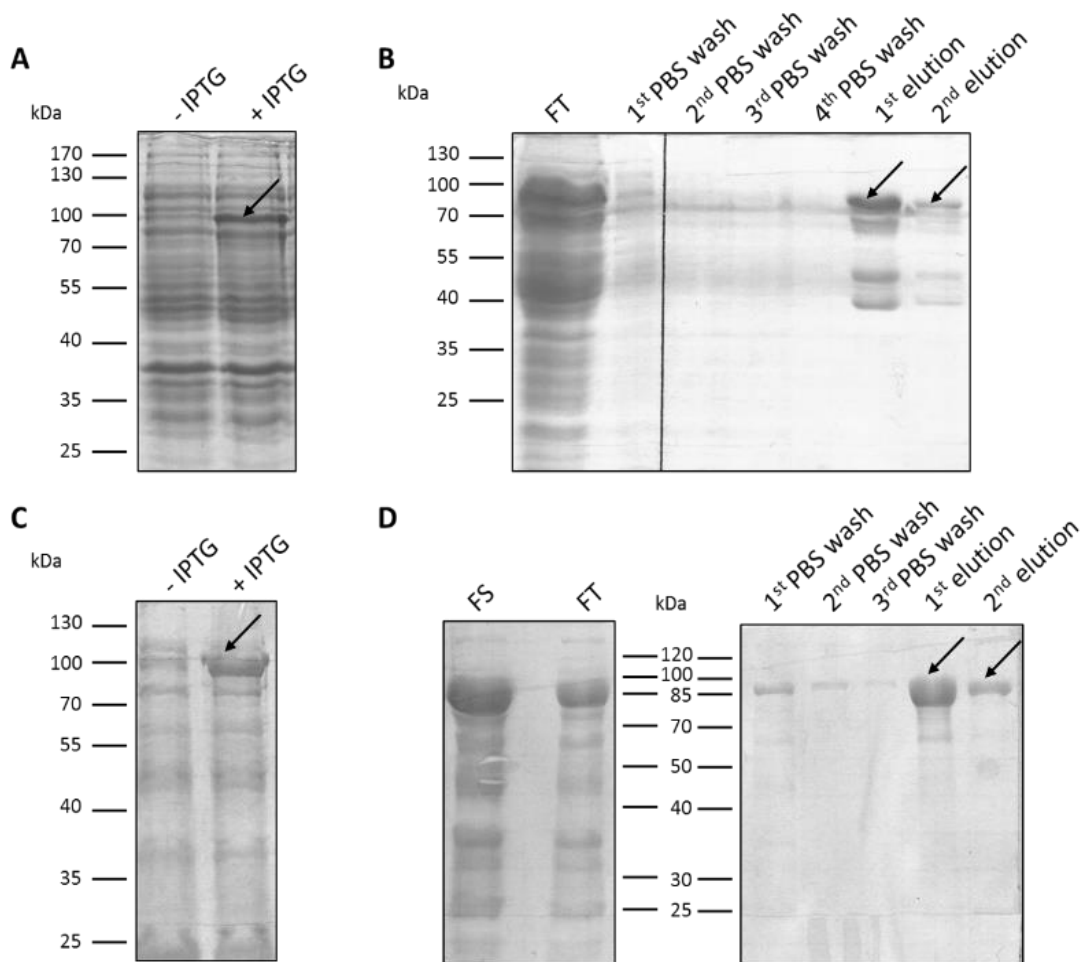 A
kDa
- IPTG
+ IPTG
170
130
100
70
55
40
35
25
B
kDa
FT
1st PBS wash
2nd PBS wash
3rd PBS wash
4th PBS wash
1st elution
2nd elution
130
100
70
55
40
35
25
C
kDa
- IPTG
+ IPTG
130
100
70
55
40
35
25
D
FS
FT
kDa
1st PBS wash
2nd PBS wash
3rd PBS wash
1st elution
2nd elution
120
100
85
70
50
40
30
25